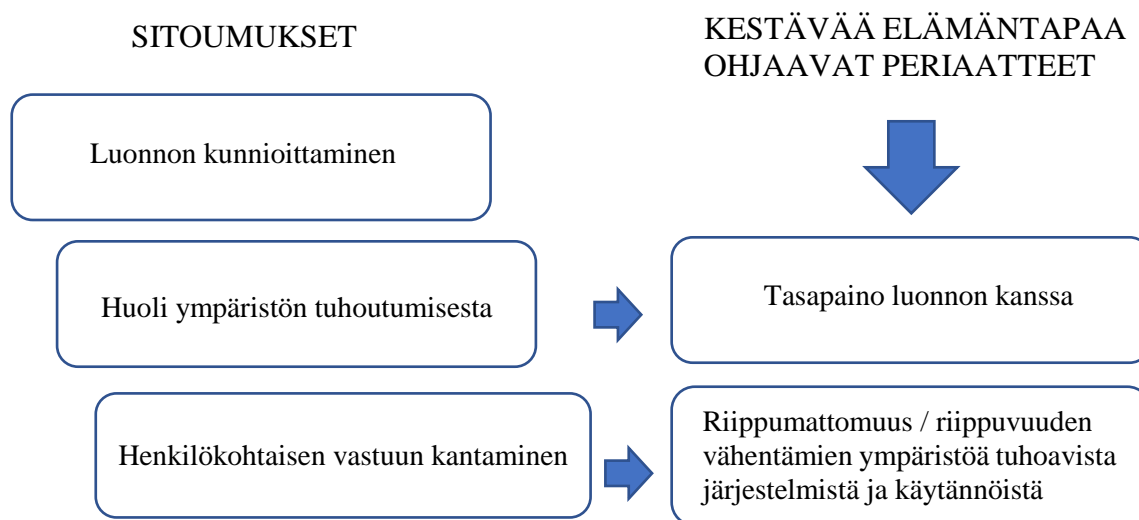 SITOUMUKSET
KESTÄVÄÄ ELÄMÄNTAPAA
OHJAAVAT PERIAATTEET
Luonnon kunnioittaminen
Huoli ympäristön tuhoutumisesta
Tasapaino luonnon kanssa
Henkilökohtaisen vastuun kantaminen
Riippumattomuus / riippuvuuden
vähentämien ympäristöä tuhoavista
järjestelmistä ja käytännöistä